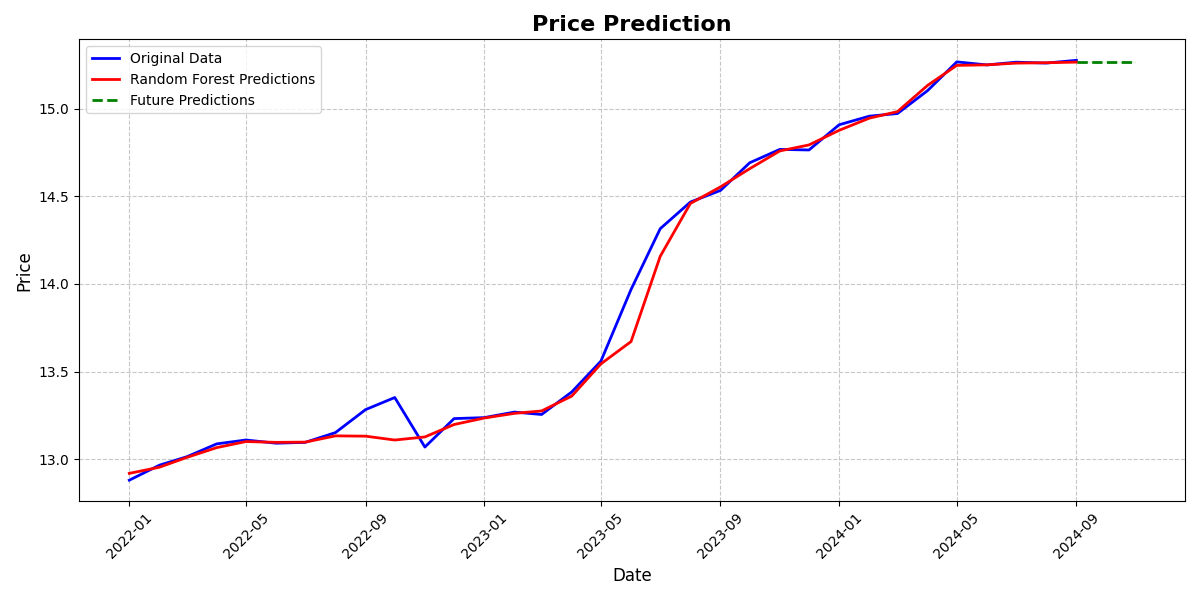 Price Prediction
Original Data
Random Forest Predictions
Future Predictions
Price
15.0
14.5
14.0
13.5
13.0
2022-01
2022-05
2022-09
2023-01
2023-05
2023-09
2024-01
2024-05
2024-09
Date